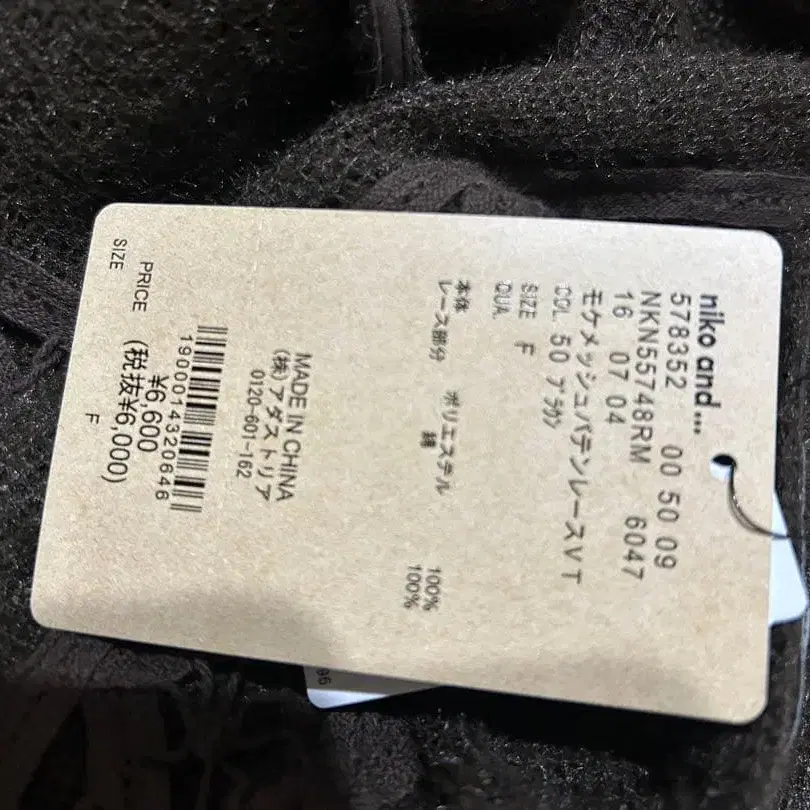 niko and ...
578352 00 50 09
NKN55748RM 6047
16 07 04
モケメッシュバテンレースVT
COL 50 ブラウン
SIZE F
QUA.
本体 ポリエステル 100%
レース部分 綿 100%
MADE IN CHINA
(株)アダストリア
0120-601-162
1900014320646
PRICE ¥6,600
(税抜¥6,000)
SIZE F
06